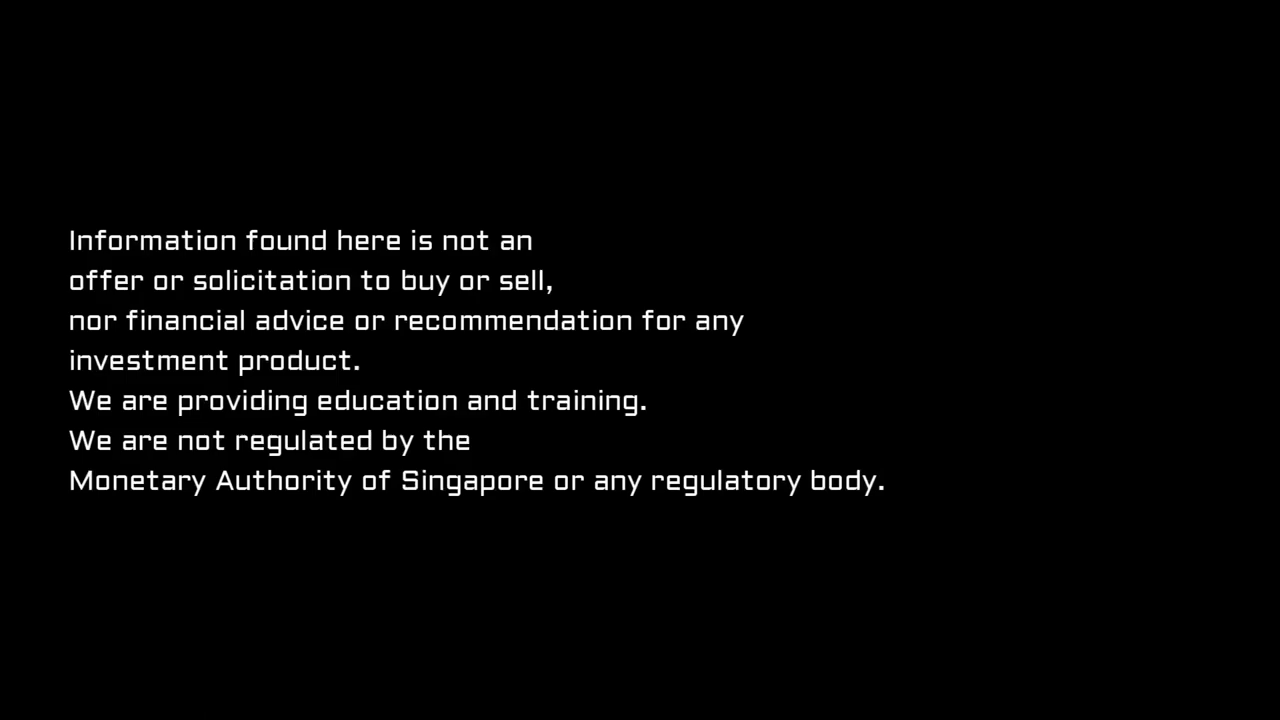 Information found here is not an
offer or solicitation to buy or sell,
nor financial advice or recommendation for any
investment product.
We are providing education and training.
We are not regulated by the
Monetary Authority of Singapore or any regulatory body.